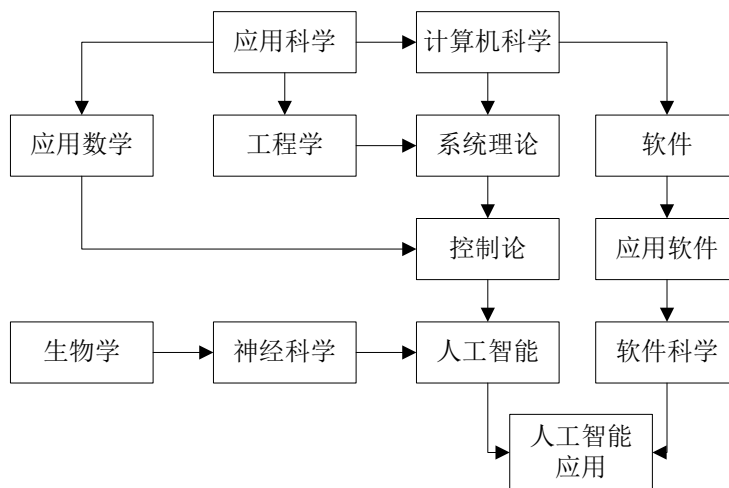 应用科学
计算机科学
应用数学
工程学
系统理论
软件
控制论
应用软件
生物学
神经科学
人工智能
软件科学
人工智能
应用